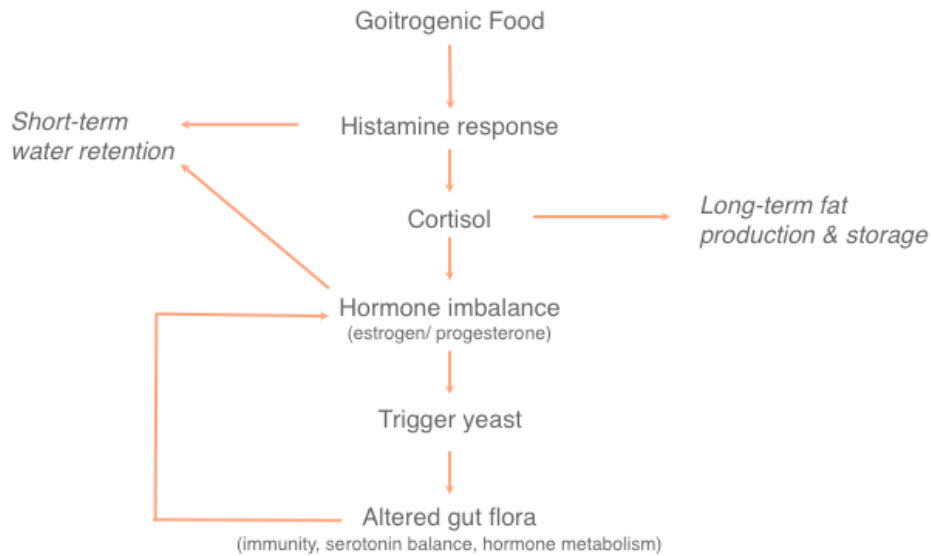 Goitrogenic Food
Short-term
water retention
Histamine response
Cortisol
Long-term fat
production & storage
Hormone imbalance
(estrogen/ progesterone)
Trigger yeast
Altered gut flora
(immunity, serotonin balance, hormone metabolism)